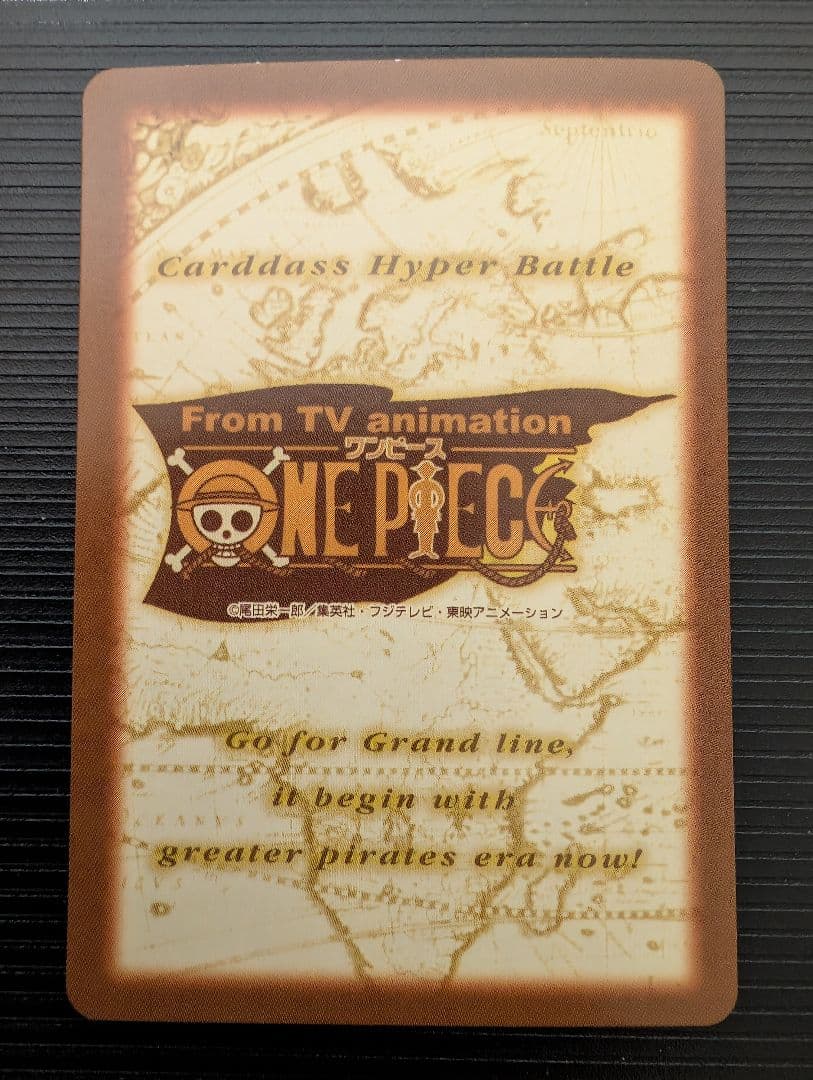 Septentrio
Carddass Hyper Battle
From TV animation
ワンピース
ONE PIECE
©尾田栄一郎／集英社・フジテレビ・東映アニメーション
Go for Grand line,
it begin with
greater pirates era now!